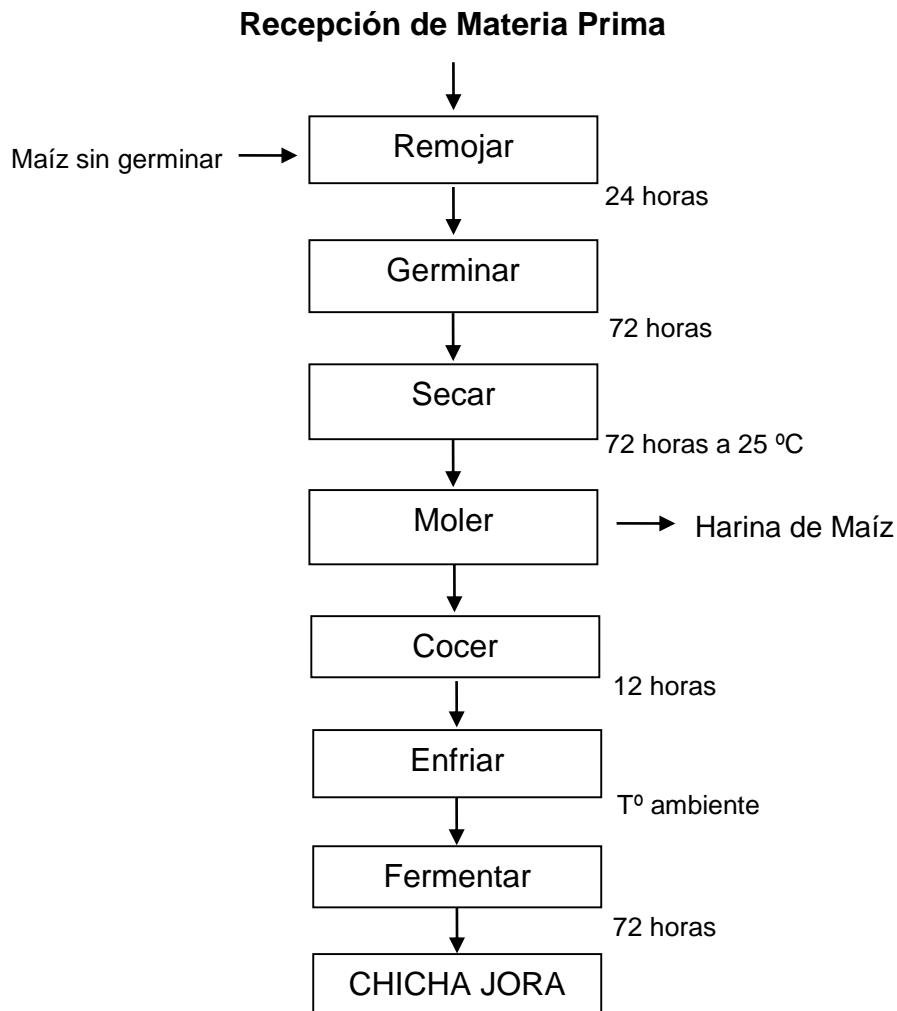 Recepción de Materia Prima
Maíz sin germinar
Remojar
24 horas
Germinar
72 horas
Secar
72 horas a 25 ºC
Moler
Harina de Maíz
Cocer
12 horas
Enfriar
Tº ambiente
Fermentar
72 horas
CHICHA JORA